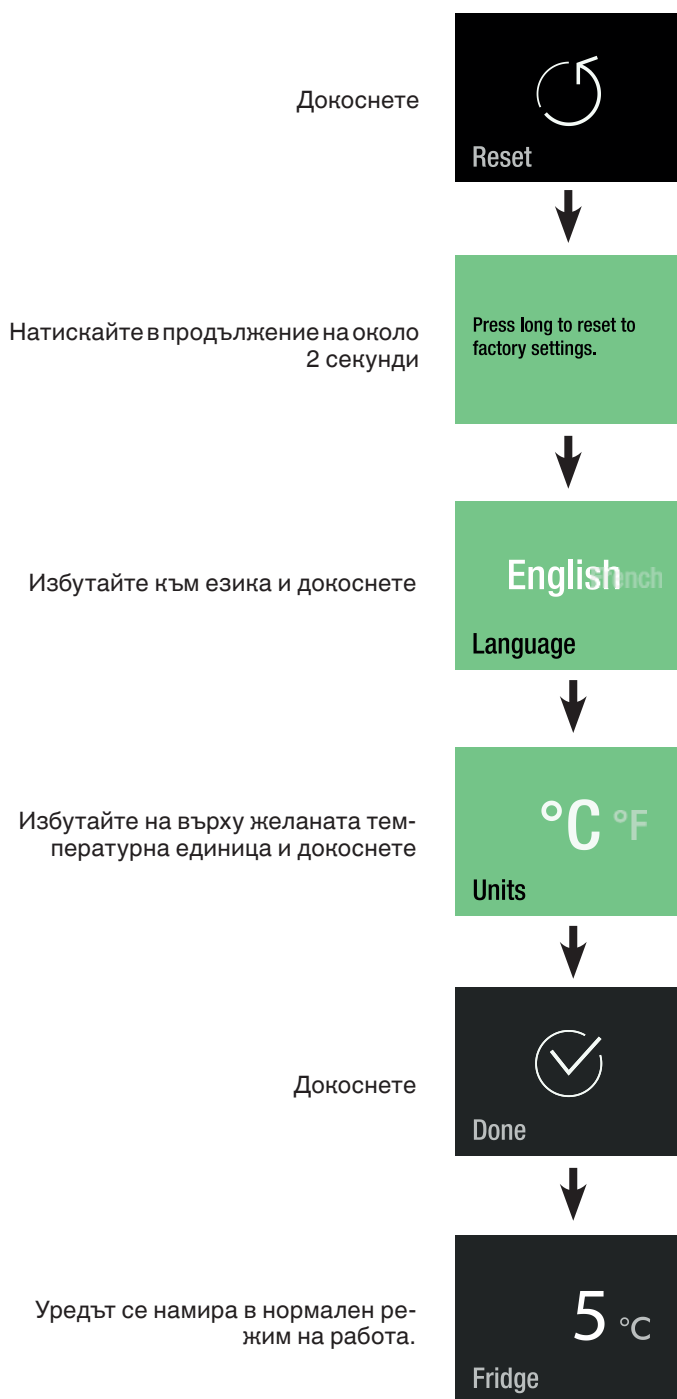 Докоснете
Reset
Натискайте в продължение на около
2 секунди
Press long to reset to
factory settings.
Избутайте към езика и докоснете
English French
Language
Избутайте на върху желаната тем-
пературна единица и докоснете
°C °F
Units
Докоснете
Done
Уредът се намира в нормален ре-
жим на работа.
5 °C
Fridge